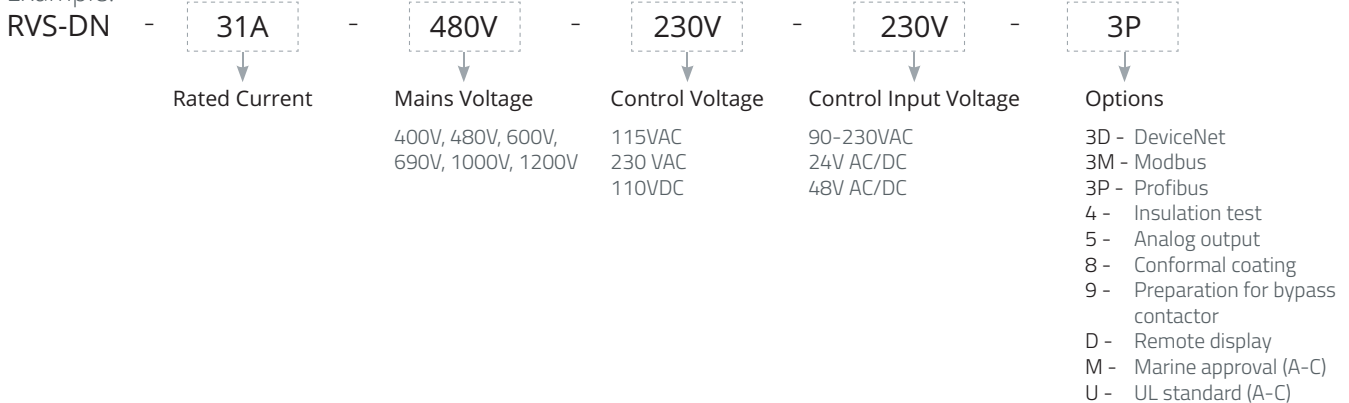 Example:
RVS-DN - 31A - 480V - 230V - 230V - 3P
Rated Current
Mains Voltage
400V, 480V, 600V,
690V, 1000V, 1200V
Control Voltage
115VAC
230 VAC
110VDC
Control Input Voltage
90-230VAC
24V AC/DC
48V AC/DC
Options
3D - DeviceNet
3M - Modbus
3P - Profibus
4 - Insulation test
5 - Analog output
8 - Conformal coating
9 - Preparation for bypass
contactor
D - Remote display
M - Marine approval (A-C)
U - UL standard (A-C)